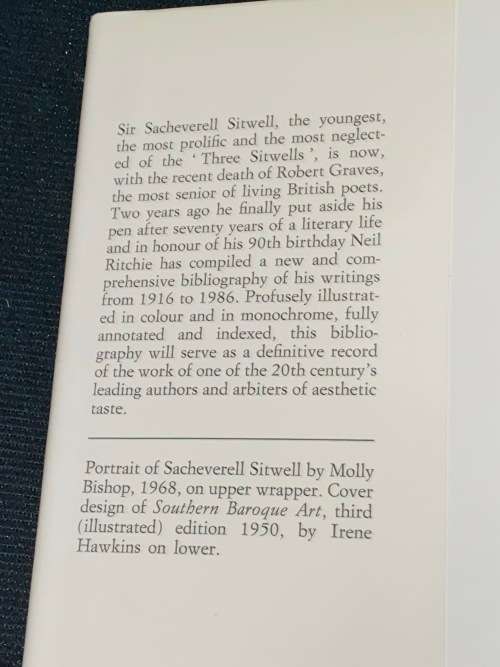 Sir Sacheverell Sitwell, the youngest,
the most prolific and the most neglect-
ed of the ‘ Three Sitwells ’, is now,
with the recent death of Robert Graves,
the most senior of living British poets.
Two years ago he finally put aside his
pen after seventy years of a literary life
and in honour of his 90th birthday Neil
Ritchie has compiled a new and com-
prehensive bibliography of his writings
from 1916 to 1986. Profusely illustrat-
ed in colour and in monochrome, fully
annotated and indexed, this biblio-
graphy will serve as a definitive record
of the work of one of the 20th century’s
leading authors and arbiters of aesthetic
taste.
Portrait of Sacheverell Sitwell by Molly
Bishop, 1968, on upper wrapper. Cover
design of Southern Baroque Art, third
(illustrated) edition 1950, by Irene
Hawkins on lower.